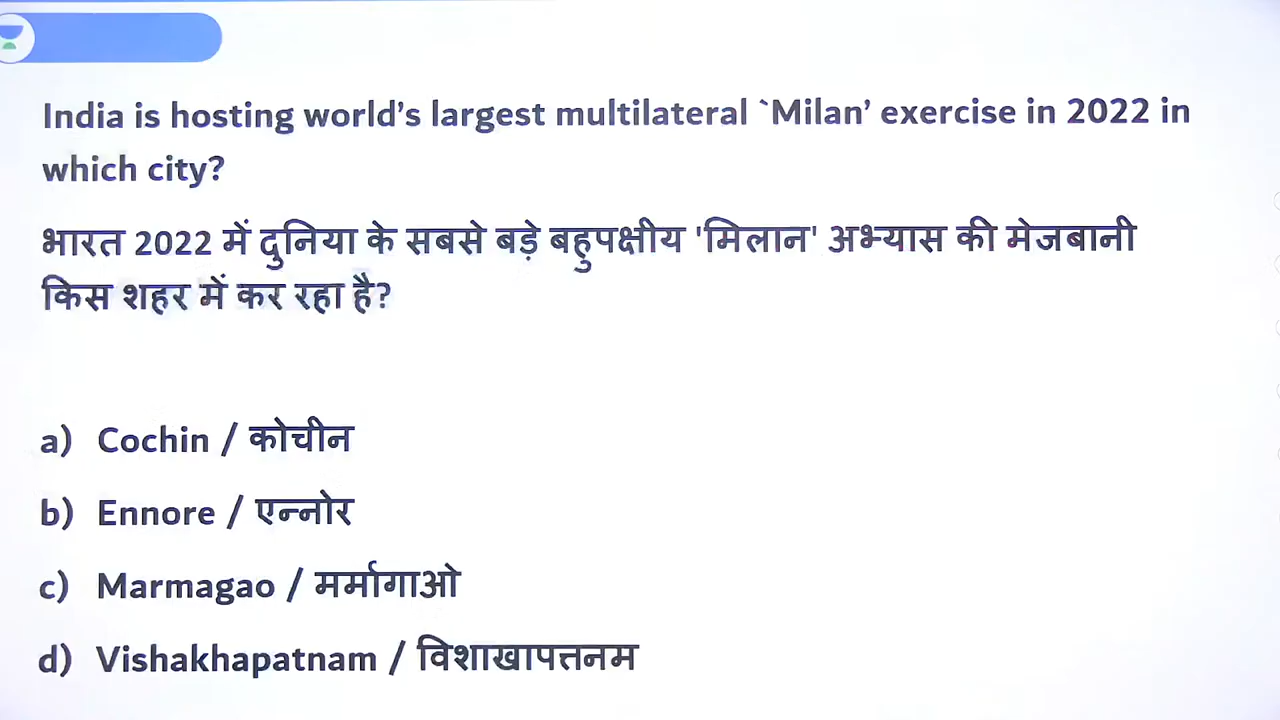 India is hosting world’s largest multilateral `Milan’ exercise in 2022 in
which city?
भारत 2022 में दुनिया के सबसे बड़े बहुपक्षीय 'मिलान' अभ्यास की मेजबानी
किस शहर में कर रहा है?
a) Cochin / कोचीन
b) Ennore / एन्नोर
c) Marmagao / मर्मागाओ
d) Vishakhapatnam / विशाखापत्तनम